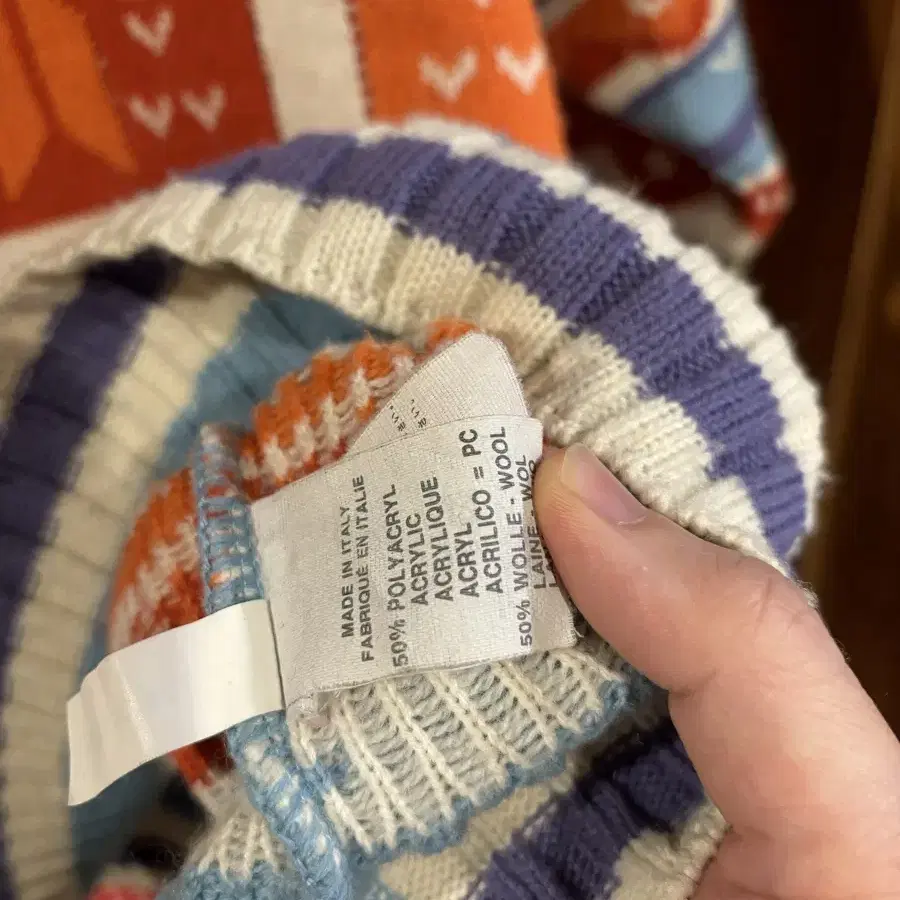 MADE IN ITALY
FABRIQUÉ EN ITALIE
50% POLYACRYL
ACRYLIC
ACRYLIQUE
ACRYL
ACRILICO = PC
50% WOLLE - WOOL
LAINE - WOL